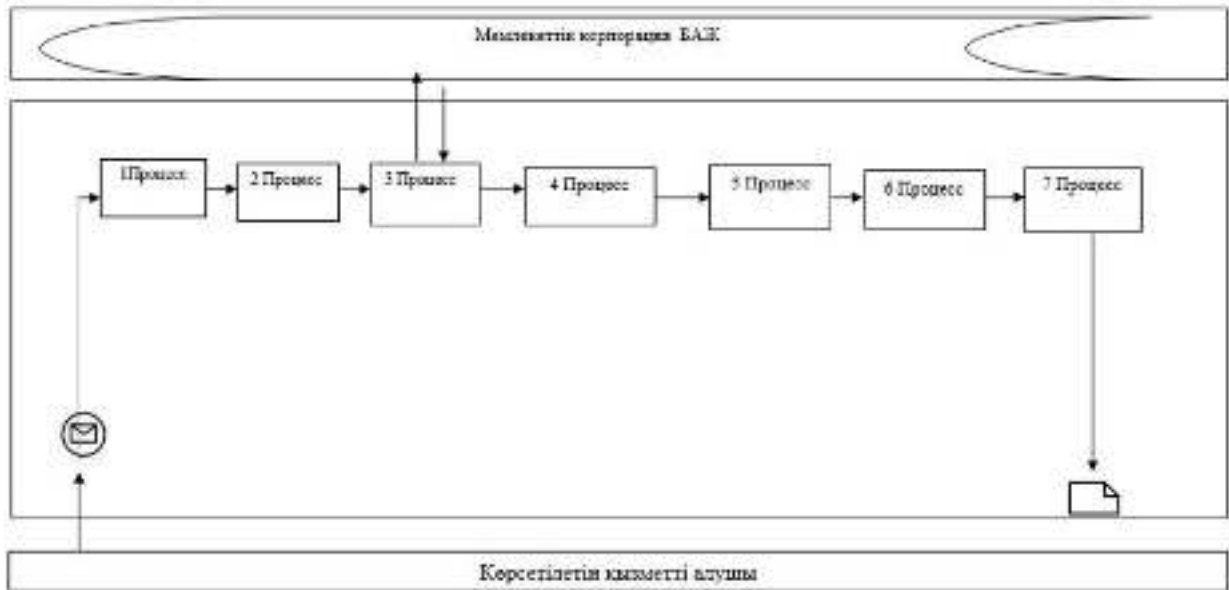 Мемлекеттік корпорация БАЖ
1Процесс
2 Процесс
3 Процесс
4 Процесс
5 Процесс
6 Процесс
7 Процесс
Көрсетілетін қызметті алушы